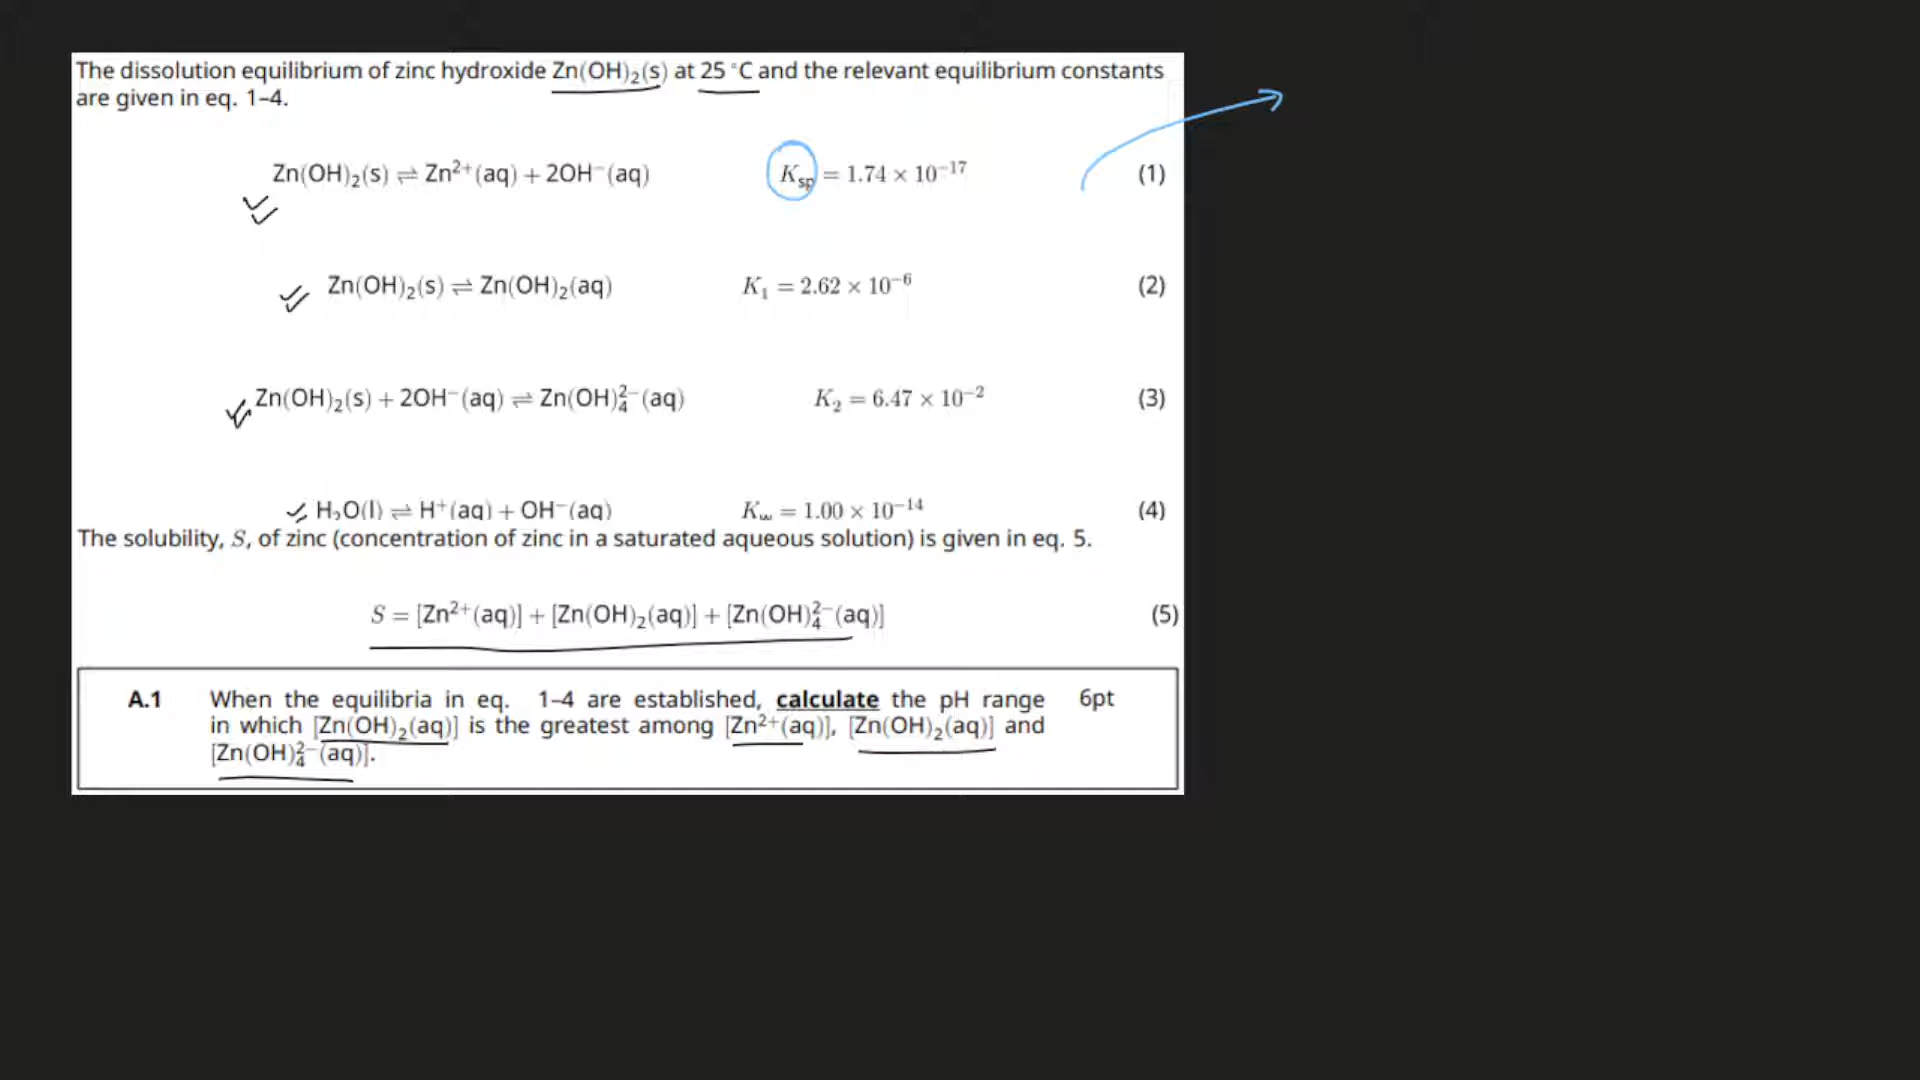 The dissolution equilibrium of zinc hydroxide Zn(OH)₂(s) at 25 °C and the relevant equilibrium constants
are given in eq. 1–4.
Zn(OH)₂(s) ⇌ Zn²⁺(aq) + 2OH⁻(aq) Kₛₚ = 1.74 × 10⁻¹⁷ (1)
Zn(OH)₂(s) ⇌ Zn(OH)₂(aq) K₁ = 2.62 × 10⁻⁶ (2)
Zn(OH)₂(s) + 2OH⁻(aq) ⇌ Zn(OH)₄²⁻(aq) K₂ = 6.47 × 10⁻² (3)
H₂O(l) ⇌ H⁺(aq) + OH⁻(aq) K_w = 1.00 × 10⁻¹⁴ (4)
The solubility, S, of zinc (concentration of zinc in a saturated aqueous solution) is given in eq. 5.
S = [Zn²⁺(aq)] + [Zn(OH)₂(aq)] + [Zn(OH)₄²⁻(aq)] (5)
A.1 When the equilibria in eq. 1–4 are established, calculate the pH range 6pt
in which [Zn(OH)₂(aq)] is the greatest among [Zn²⁺(aq)], [Zn(OH)₂(aq)] and
[Zn(OH)₄²⁻(aq)].